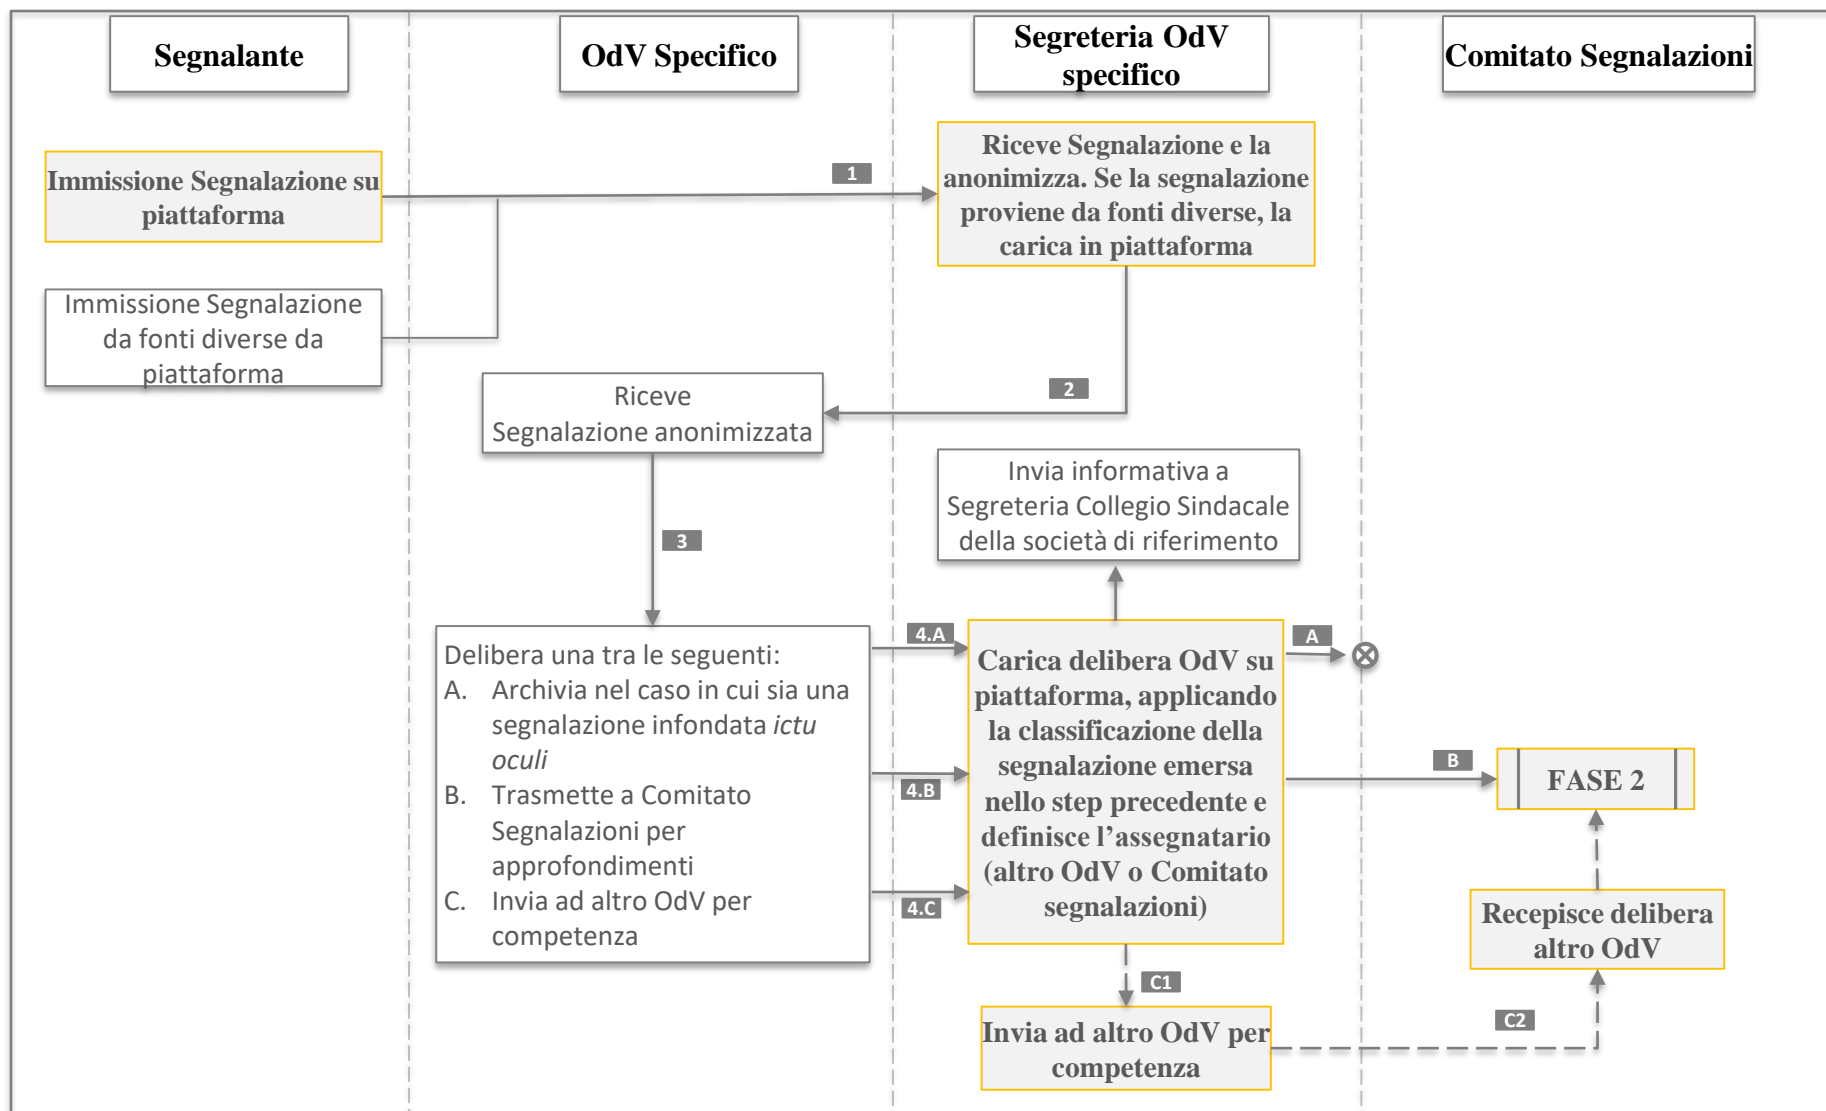 Segnalante
OdV Specifico
Segreteria OdV
specifico
Comitato Segnalazioni
Immissione Segnalazione su
piattaforma
1
Riceve Segnalazione e la
anonimizza. Se la segnalazione
proviene da fonti diverse, la
carica in piattaforma
Immissione Segnalazione
da fonti diverse da
piattaforma
2
Riceve
Segnalazione anonimizzata
Invia informativa a
Segreteria Collegio Sindacale
della società di riferimento
3
Delibera una tra le seguenti:
A. Archivia nel caso in cui sia una
segnalazione infondata ictu
oculi
B. Trasmette a Comitato
Segnalazioni per
approfondimenti
C. Invia ad altro OdV per
competenza
4.A
4.B
4.C
Carica delibera OdV su
piattaforma, applicando
la classificazione della
segnalazione emersa
nello step precedente e
definisce l’assegnatario
(altro OdV o Comitato
segnalazioni)
A
B
FASE 2
Recepisce delibera
altro OdV
C1
Invia ad altro OdV per
competenza
C2